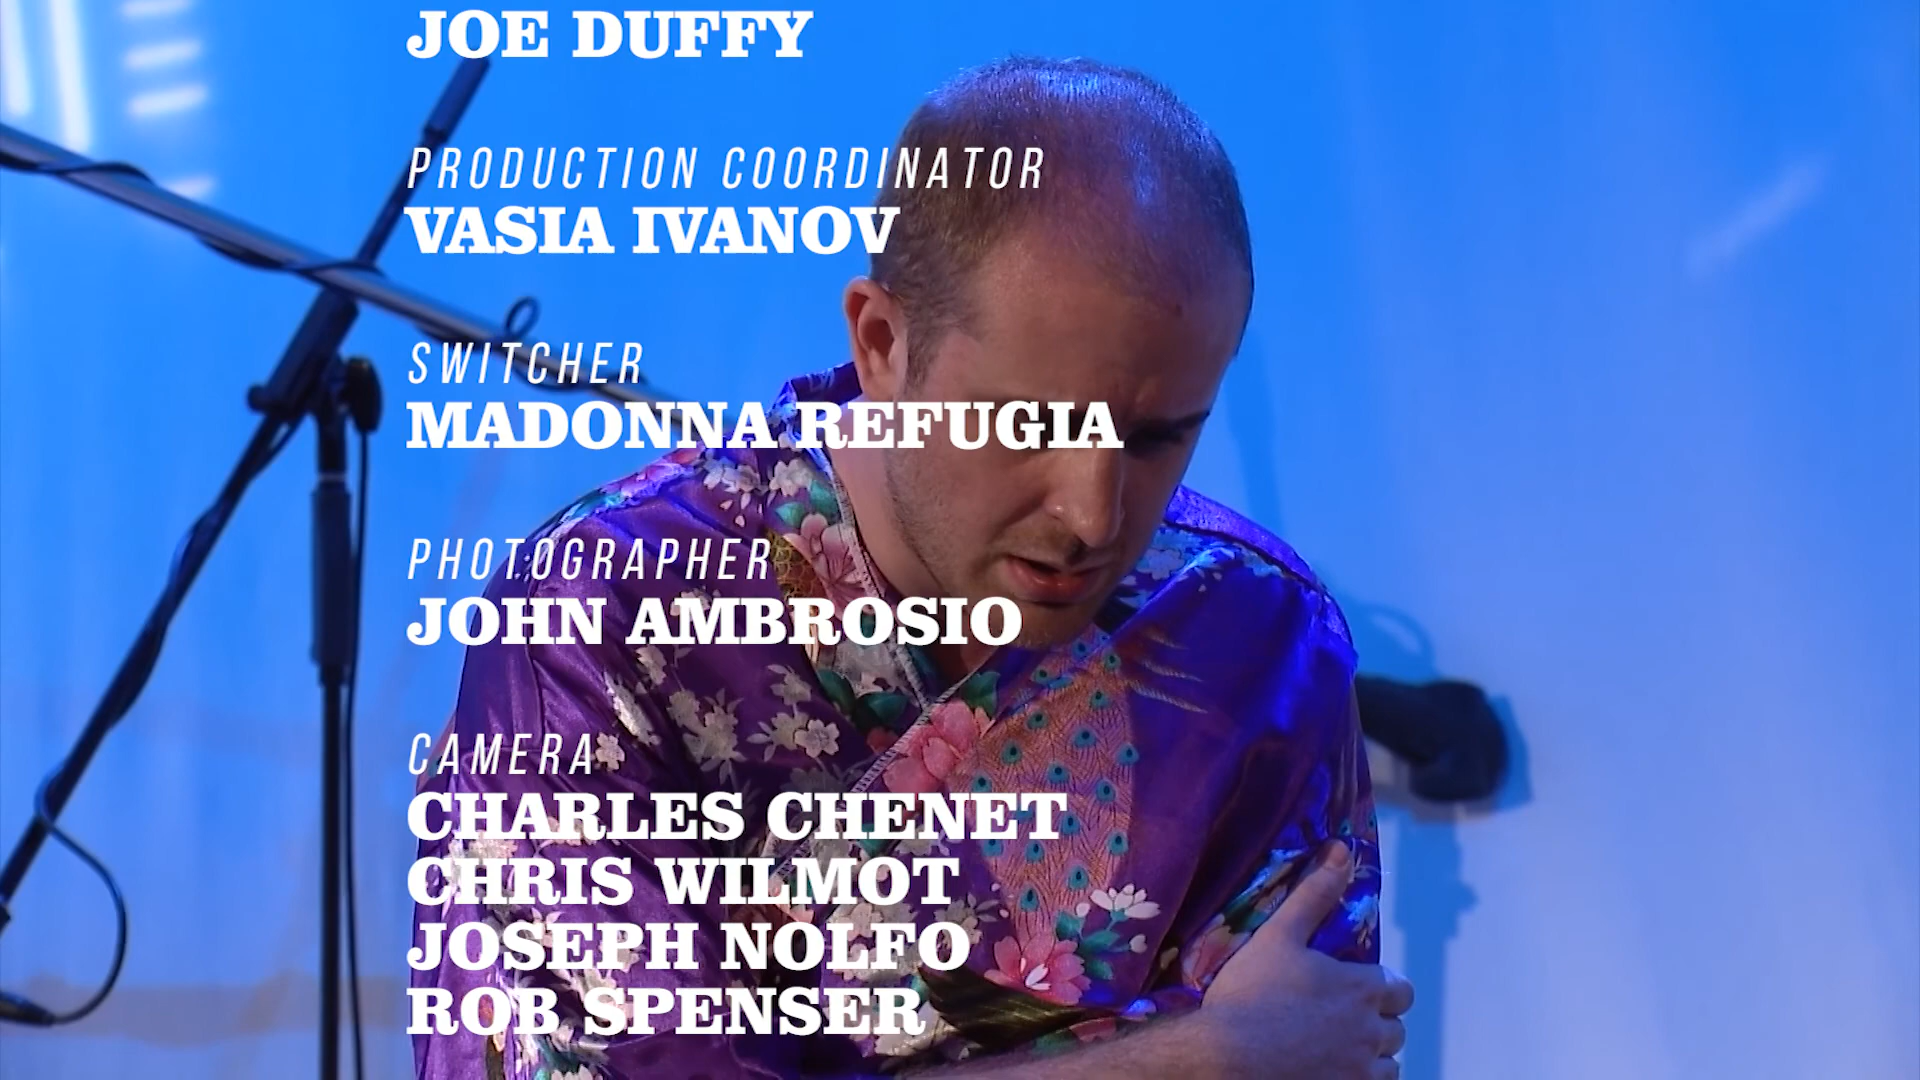 JOE DUFFY
PRODUCTION COORDINATOR
VASIA IVANOV
SWITCHER
MADONNA REFUGIA
PHOTOGRAPHER
JOHN AMBROSIO
CAMERA
CHARLES CHENET
CHRIS WILMOT
JOSEPH NOLFO
ROB SPENSER